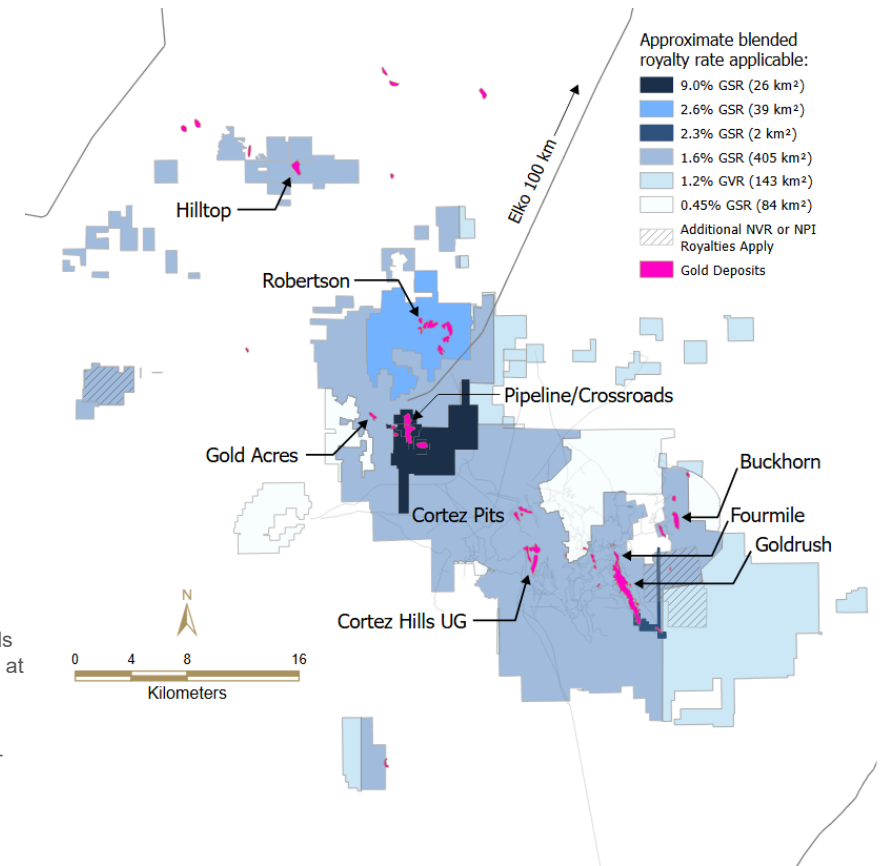 Approximate blended
royalty rate applicable:
9.0% GSR (26 km²)
2.6% GSR (39 km²)
2.3% GSR (2 km²)
1.6% GSR (405 km²)
1.2% GVR (143 km²)
0.45% GSR (84 km²)
Additional NVR or NPI
Royalties Apply
Gold Deposits
Elko 100 km
Hilltop
Robertson
Pipeline/Crossroads
Gold Acres
Buckhorn
Cortez Pits
Fourmile
Goldrush
Cortez Hills UG
N
0 4 8 16
Kilometers
at